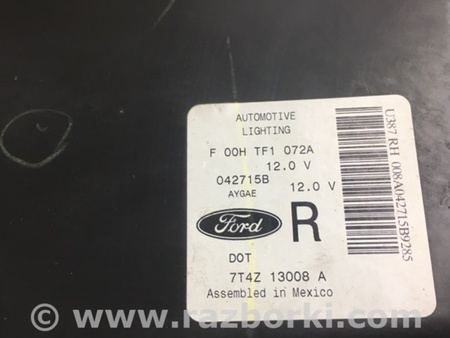 AUTOMOTIVE
LIGHTING
F 00H TF1 072A
12.0 V
042715B
12.0 V
AYGAE
Ford
R
DOT
7T4Z 13008 A
Assembled in Mexico
U387 RH 008A042715B9285
© www.razborki.com